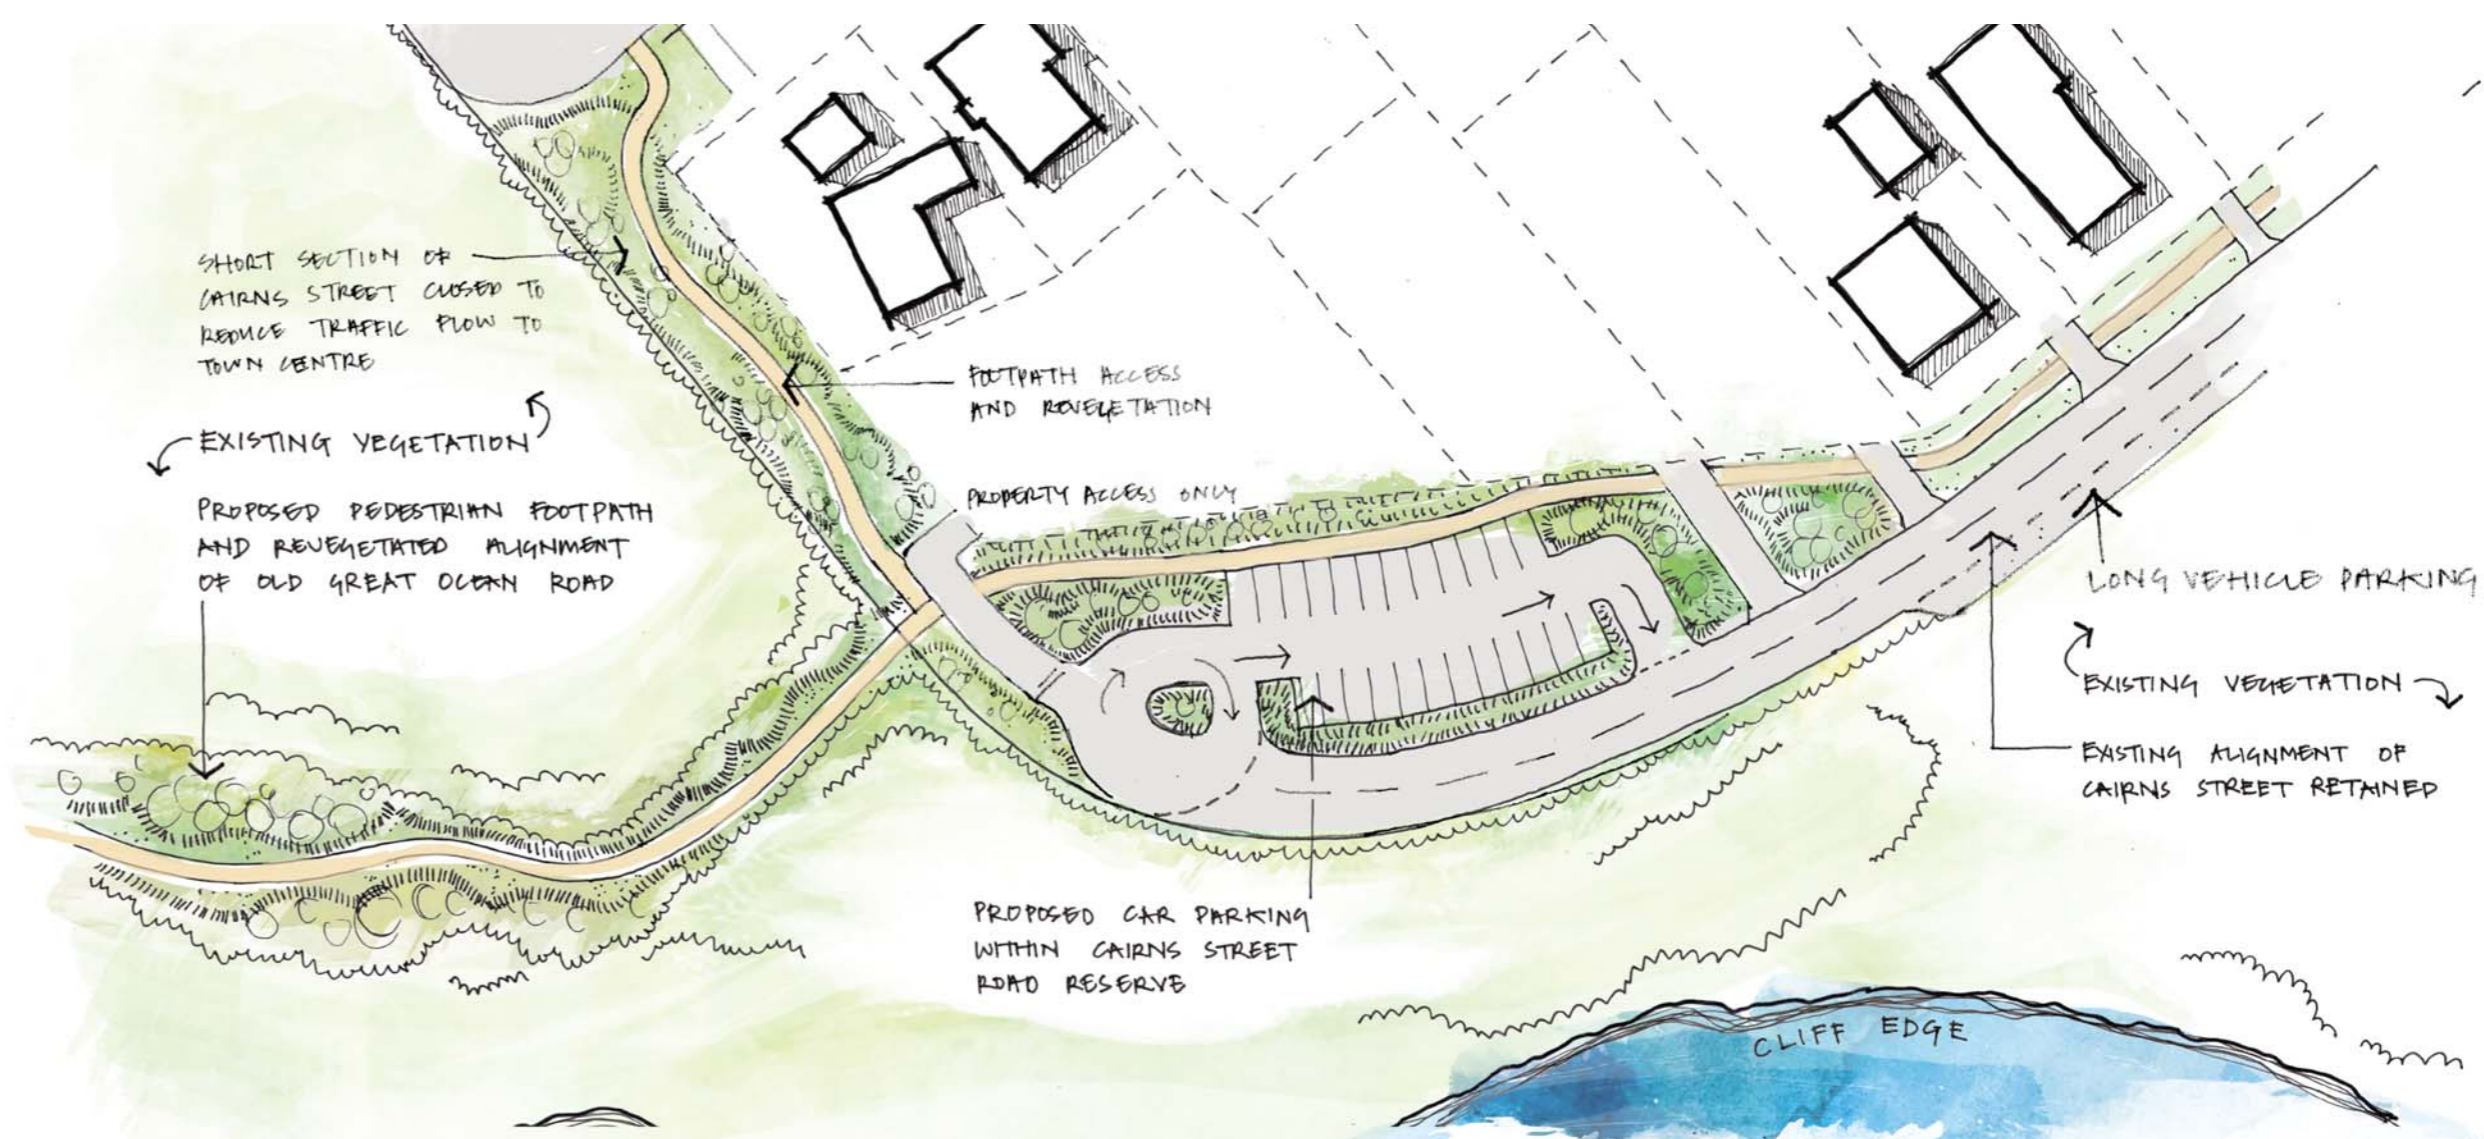 SHORT SECTION OF
CAIRNS STREET CLOSED TO
REDUCE TRAFFIC FLOW TO
TOWN CENTRE
EXISTING VEGETATION
PROPOSED PEDESTRIAN FOOTPATH
AND REVEGETATED ALIGNMENT
OF OLD GREAT OCEAN ROAD
FOOTPATH ACCESS
AND REVEGETATION
PROPERTY ACCESS ONLY
LONG VEHICLE PARKING
EXISTING VEGETATION
EXISTING ALIGNMENT OF
CAIRNS STREET RETAINED
PROPOSED CAR PARKING
WITHIN CAIRNS STREET
ROAD RESERVE
CLIFF EDGE